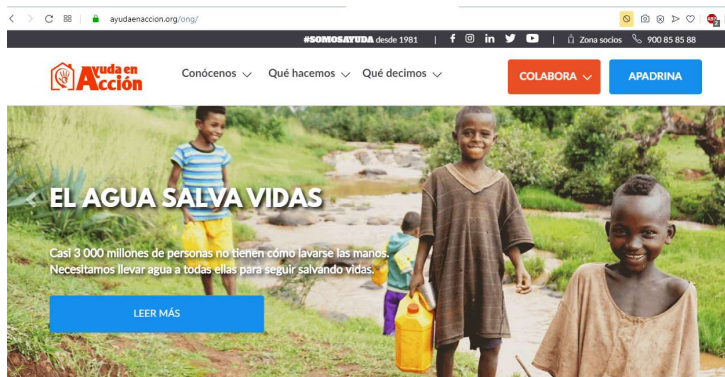 ayudaenaccion.org/ong/
#SOMOSAYUDA desde 1981 | | Zona socios 900 85 85 88
Ayuda en Acción
Conócenos Qué hacemos Qué decimos COLABORA APADRINA
EL AGUA SALVA VIDAS
Casi 3 000 millones de personas no tienen cómo lavarse las manos.
Necesitamos llevar agua a todas ellas para seguir salvando vidas.
LEER MÁS